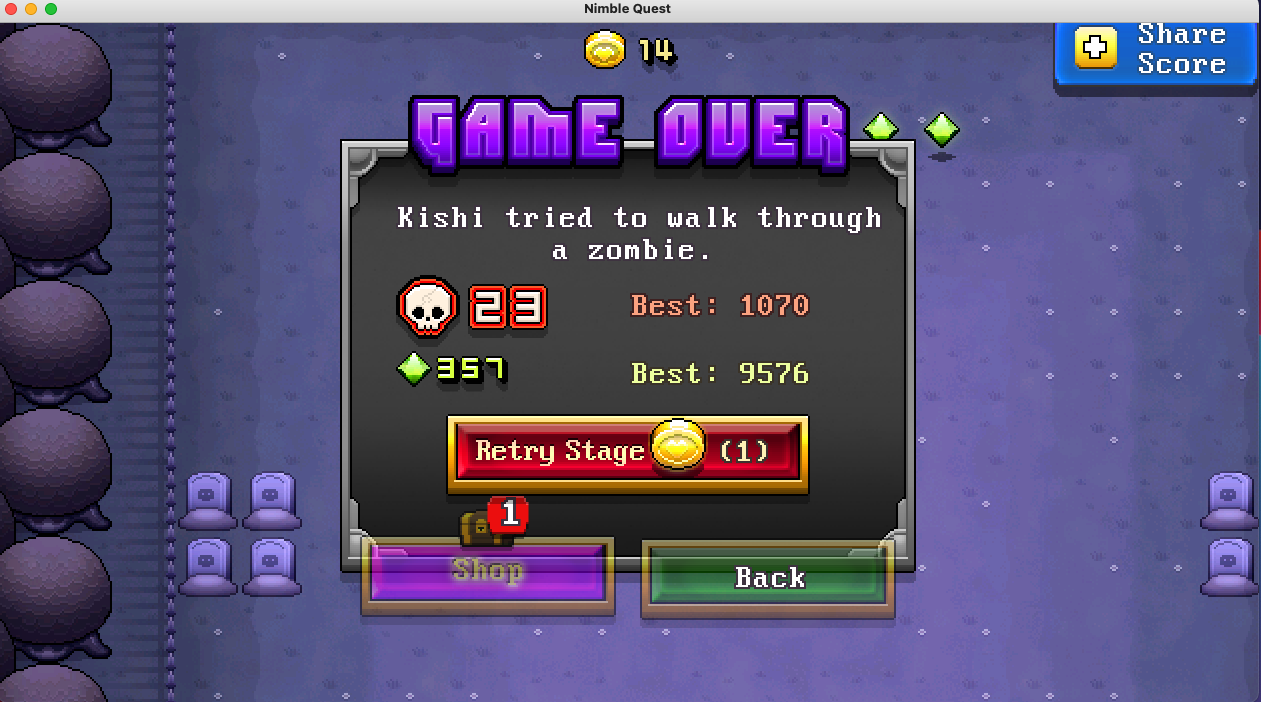 Nimble Quest
14
Share
Score
GAME OVER
Kishi tried to walk through
a zombie.
23
Best: 1070
357
Best: 9576
Retry Stage (1)
1
Shop
Back